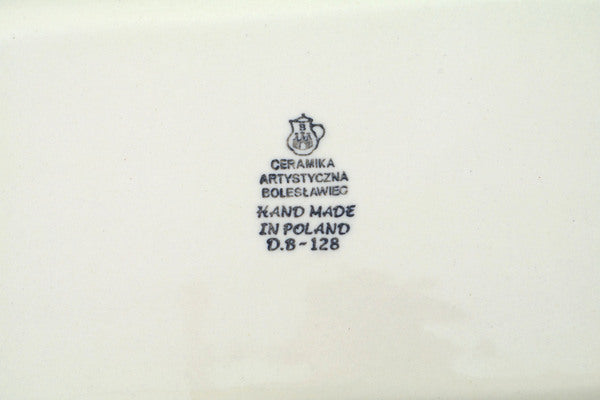 CERAMIKA
ARTYSTYCZNA
BOLESŁAWIEC
HAND MADE
IN POLAND
D.B-128